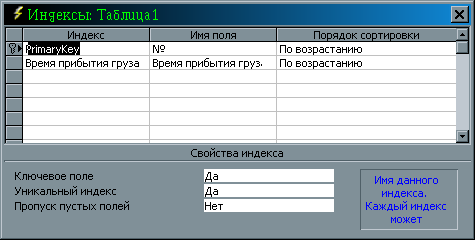 Индексы: Таблица1
Индекс Имя поля Порядок сортировки
PrimaryKey № По возрастанию
Время прибытия груза Время прибытия груза По возрастанию
Свойства индекса
Ключевое поле Да
Уникальный индекс Да
Пропуск пустых полей Нет
Имя данного
индекса.
Каждый индекс
может